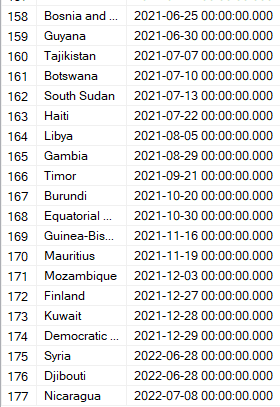 158 Bosnia and ... 2021-06-25 00:00:00.000
159 Guyana 2021-06-30 00:00:00.000
160 Tajikistan 2021-07-07 00:00:00.000
161 Botswana 2021-07-10 00:00:00.000
162 South Sudan 2021-07-13 00:00:00.000
163 Haiti 2021-07-22 00:00:00.000
164 Libya 2021-08-05 00:00:00.000
165 Gambia 2021-08-29 00:00:00.000
166 Timor 2021-09-21 00:00:00.000
167 Burundi 2021-10-20 00:00:00.000
168 Equatorial ... 2021-10-30 00:00:00.000
169 Guinea-Bis... 2021-11-16 00:00:00.000
170 Mauritius 2021-11-19 00:00:00.000
171 Mozambique 2021-12-03 00:00:00.000
172 Finland 2021-12-27 00:00:00.000
173 Kuwait 2021-12-28 00:00:00.000
174 Democratic ... 2021-12-29 00:00:00.000
175 Syria 2022-06-28 00:00:00.000
176 Djibouti 2022-06-28 00:00:00.000
177 Nicaragua 2022-07-08 00:00:00.000